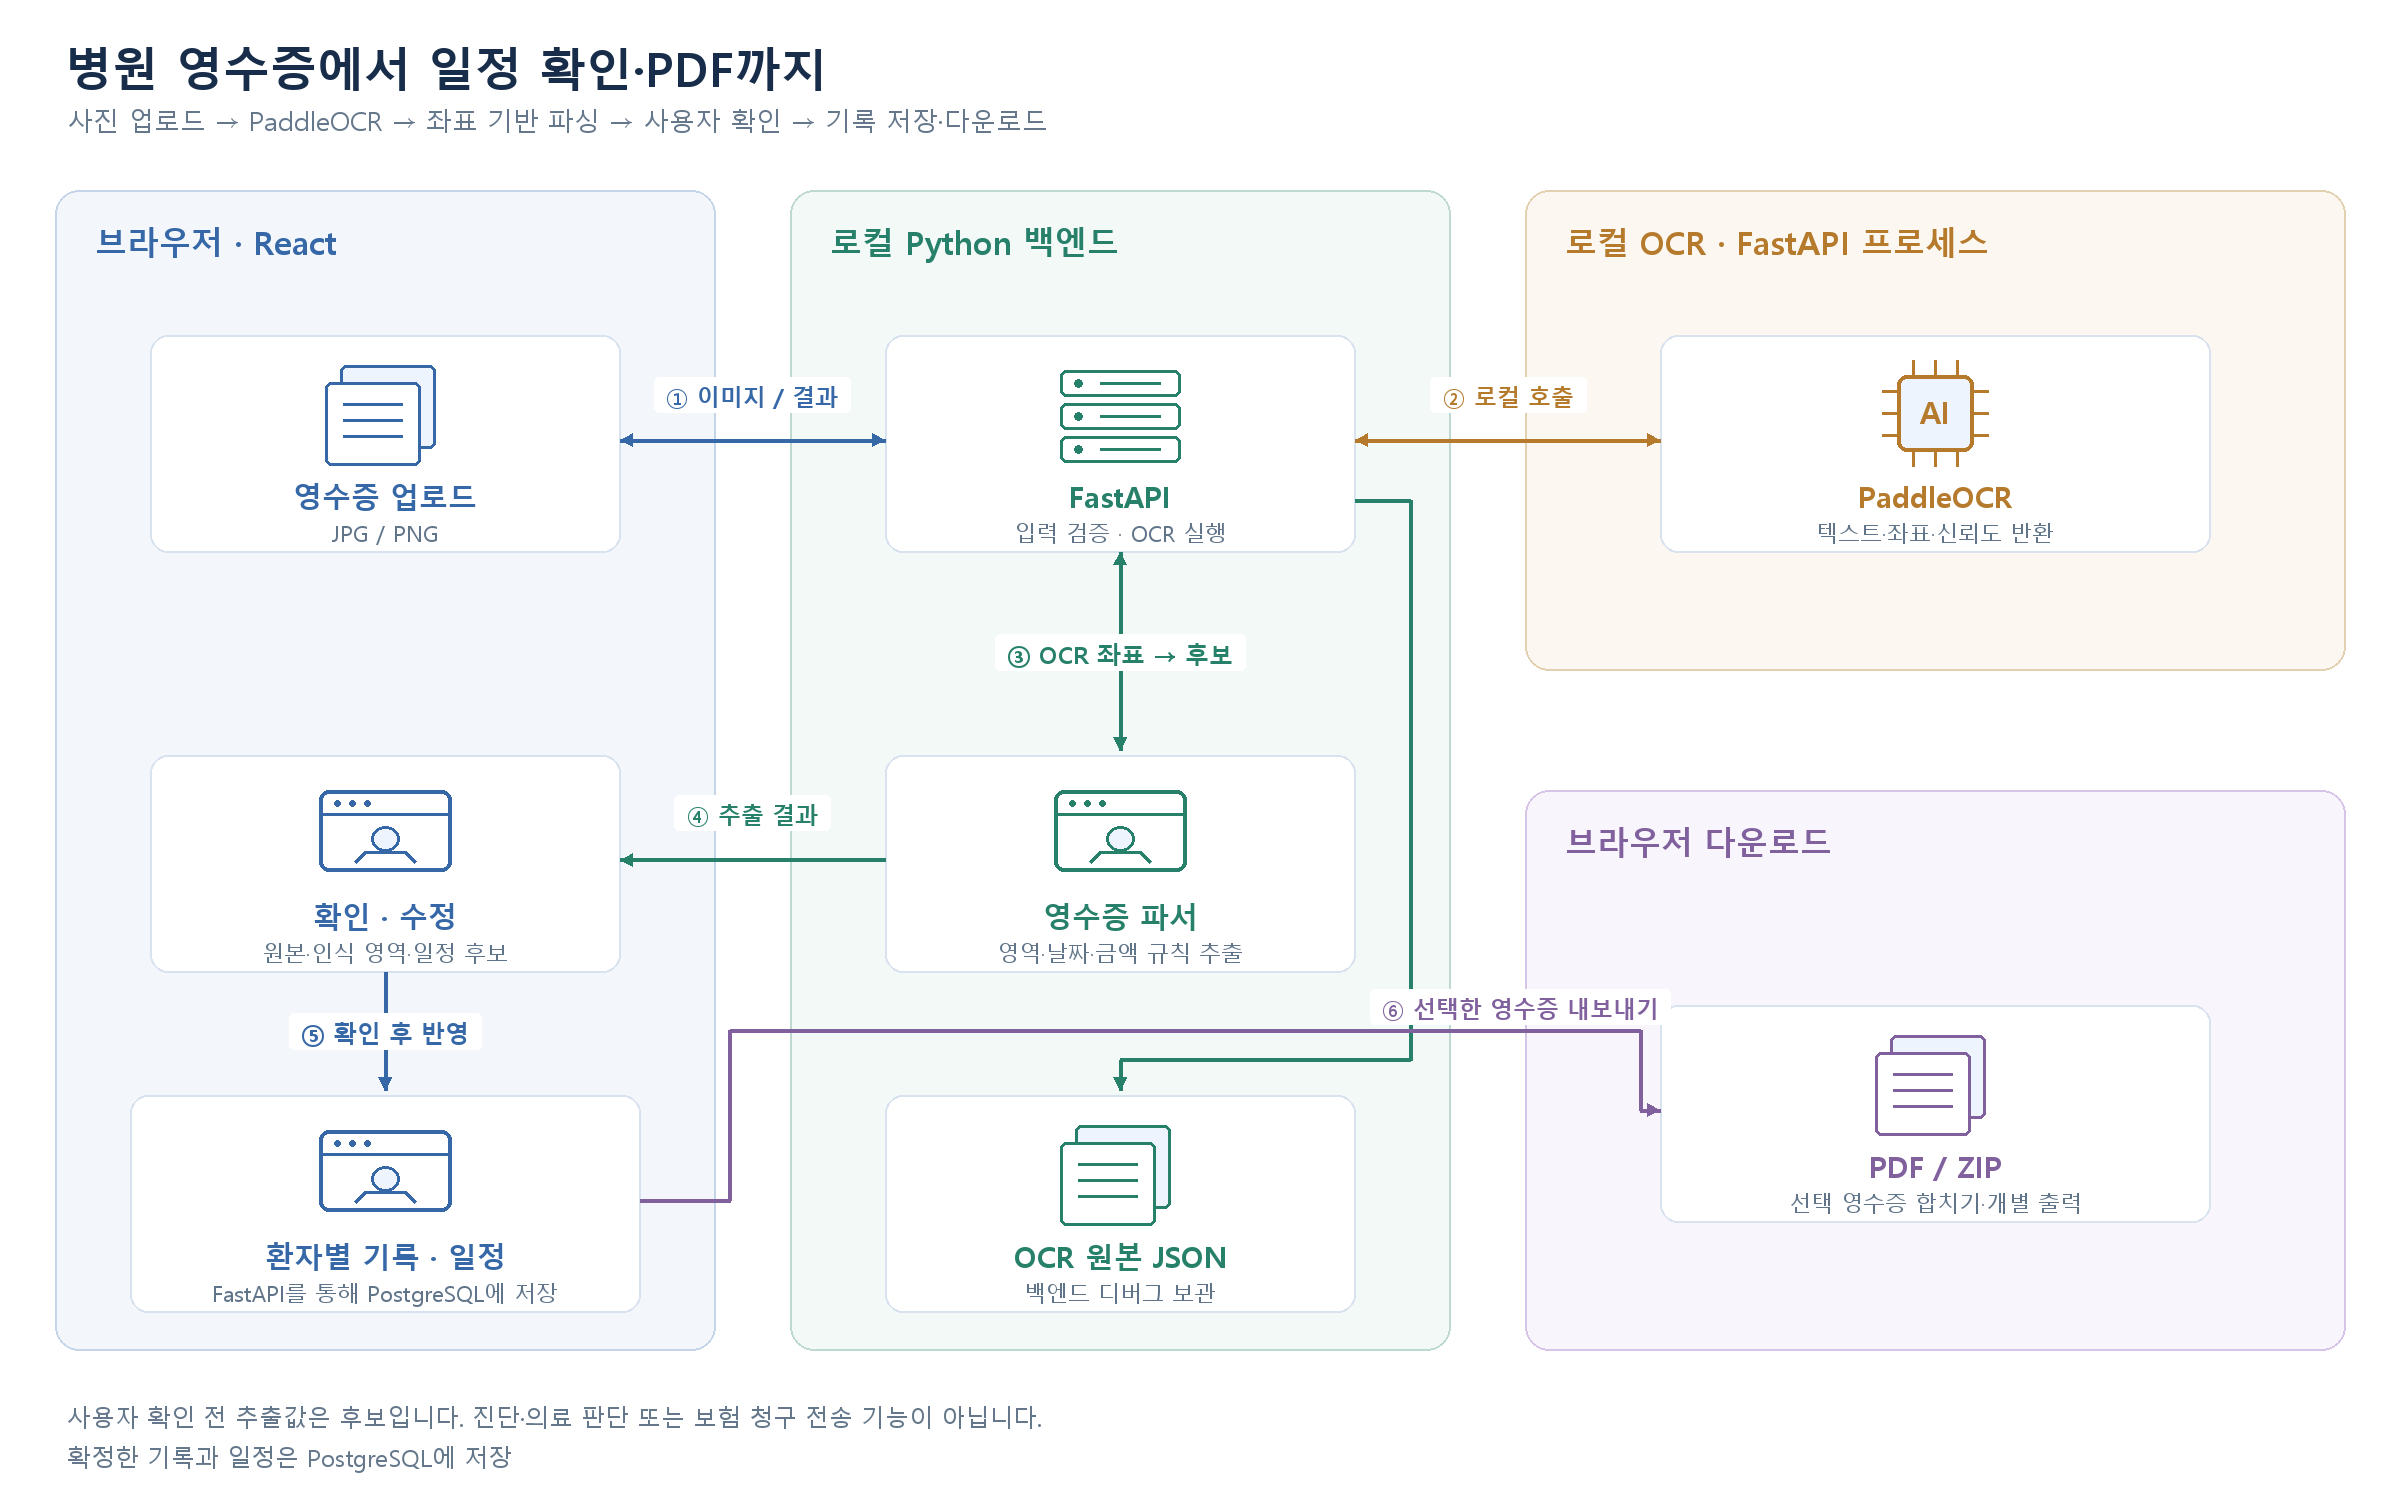 병원 영수증에서 일정 확인·PDF까지
사진 업로드 → PaddleOCR → 좌표 기반 파싱 → 사용자 확인 → 기록 저장·다운로드
브라우저 · React
로컬 Python 백엔드
로컬 OCR · FastAPI 프로세스
① 이미지 / 결과
② 로컬 호출
AI
영수증 업로드
JPG / PNG
FastAPI
입력 검증 · OCR 실행
PaddleOCR
텍스트·좌표·신뢰도 반환
③ OCR 좌표 → 후보
④ 추출 결과
브라우저 다운로드
확인 · 수정
원본·인식 영역·일정 후보
영수증 파서
영역·날짜·금액 규칙 추출
⑤ 확인 후 반영
⑥ 선택한 영수증 내보내기
PDF / ZIP
선택 영수증 합치기·개별 출력
환자별 기록 · 일정
FastAPI를 통해 PostgreSQL에 저장
OCR 원본 JSON
백엔드 디버그 보관
사용자 확인 전 추출값은 후보입니다. 진단·의료 판단 또는 보험 청구 전송 기능이 아닙니다.
확정한 기록과 일정은 PostgreSQL에 저장